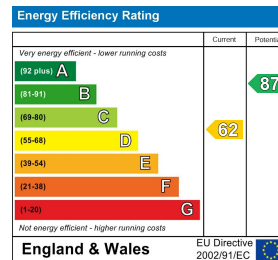 Energy Efficiency Rating
Current
Very energy efficient - lower running costs
(92 plus) A
(81-91) B
87
(69-80) C
62
(55-68) D
(39-54) E
(21-38) F
(1-20) G
Not energy efficient - higher running costs
England & Wales
EU Directive
2002/91/EC